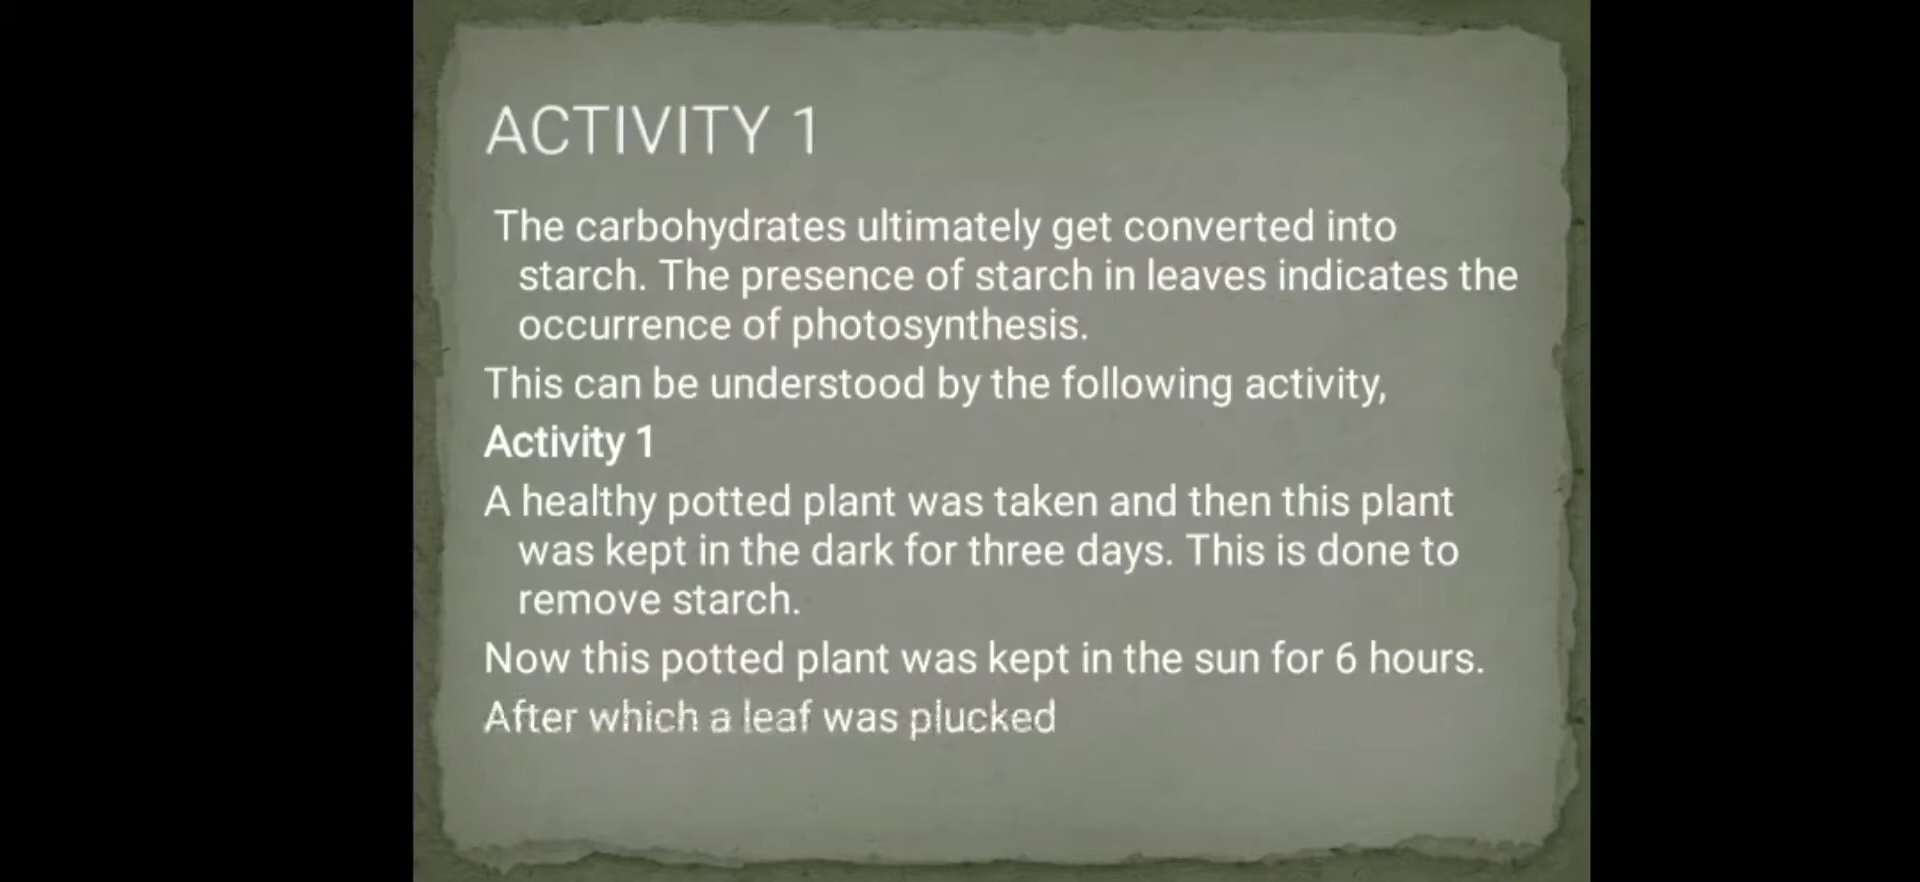 ACTIVITY 1
The carbohydrates ultimately get converted into
starch. The presence of starch in leaves indicates the
occurrence of photosynthesis.
This can be understood by the following activity,
Activity 1
A healthy potted plant was taken and then this plant
was kept in the dark for three days. This is done to
remove starch.
Now this potted plant was kept in the sun for 6 hours.
After which a leaf was plucked